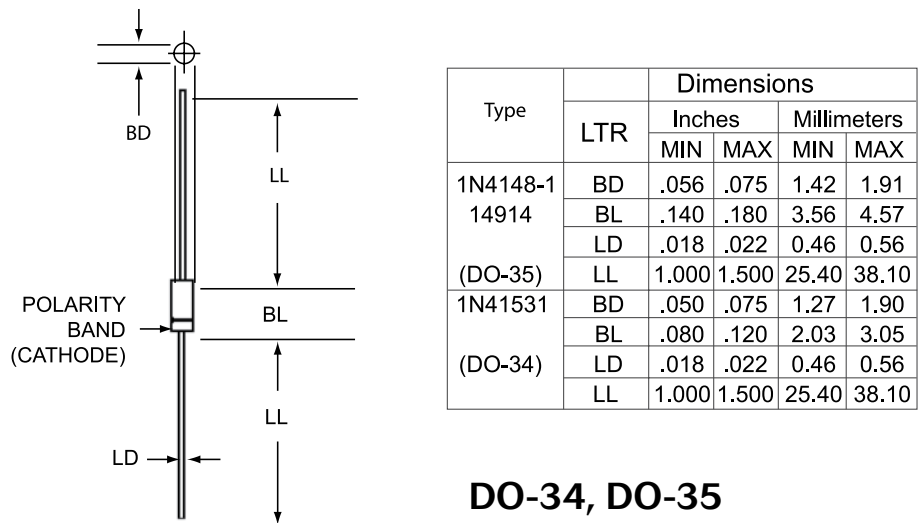 BD
LL
POLARITY
BAND
(CATHODE)
BL
LL
LD
Dimensions
Type LTR Inches Millimeters
MIN MAX MIN MAX
1N4148-1 BD .056 .075 1.42 1.91
14914 BL .140 .180 3.56 4.57
LD .018 .022 0.46 0.56
(DO-35) LL 1.000 1.500 25.40 38.10
1N41531 BD .050 .075 1.27 1.90
BL .080 .120 2.03 3.05
(DO-34) LD .018 .022 0.46 0.56
LL 1.000 1.500 25.40 38.10
DO-34, DO-35